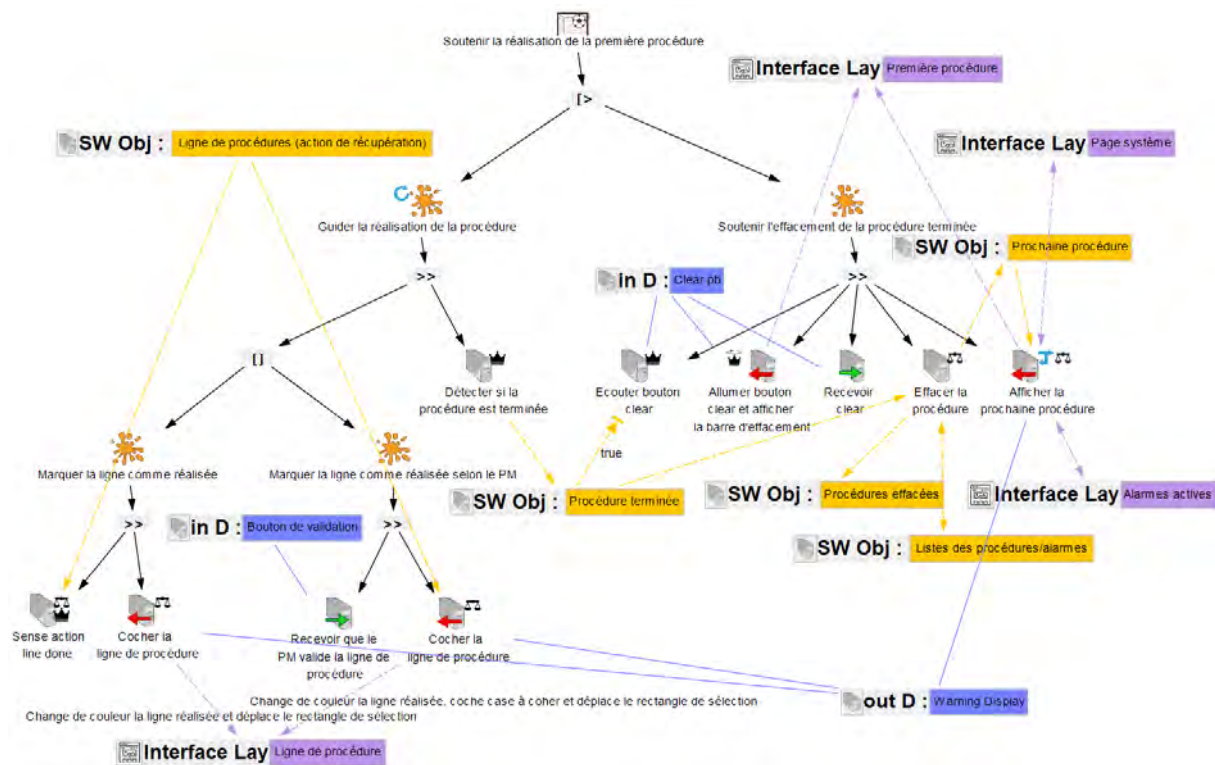 Soutenir la réalisation de la première procédure
Interface Lay Première procédure
[>
SW Obj : Ligne de procédures (action de récupération)
Interface Lay Page système
Guider la réalisation de la procédure
Soutenir l'effacement de la procédure terminée
SW Obj : Prochaine procédure
>>
in D : Clear pb
>>
[]
Détecter si la
procédure est terminée
Ecouter bouton
clear
Allumer bouton
clear et afficher
la barre d'effacement
Recevoir
clear
Effacer la
procédure
Afficher la
prochaine procédure
true
Marquer la ligne comme réalisée
Marquer la ligne comme réalisée selon le PM
SW Obj : Procédure terminée
SW Obj : Procédures effacées
Interface Lay Alarmes actives
>>
in D : Bouton de validation
>>
SW Obj : Listes des procédures/alarmes
Sense action
line done
Cocher la
ligne de procédure
Recevoir que le
PM valide la ligne de
procédure
Cocher la
ligne de procédure
Change de couleur la ligne réalisée, coche case à coher et déplace le rectangle de sélection
out D : Warning Display
Change de couleur la ligne réalisée et déplace le rectangle de sélection
Interface Lay Ligne de procédure